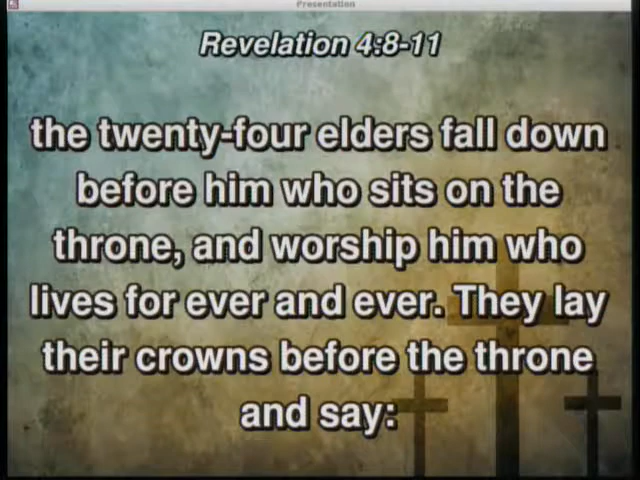 Presentation
Revelation 4:8-11
the twenty-four elders fall down
before him who sits on the
throne, and worship him who
lives for ever and ever. They lay
their crowns before the throne
and say: